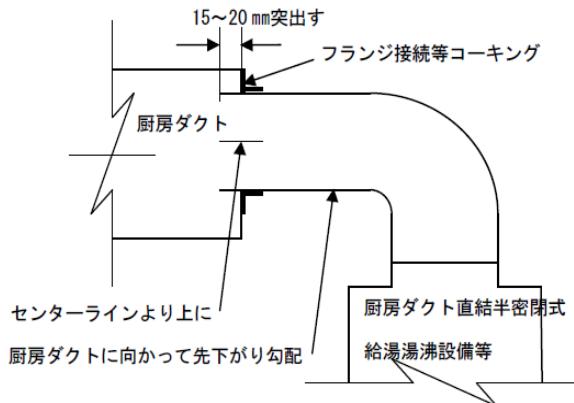 15～20㎜突出す
フランジ接続等コーキング
厨房ダクト
センターラインより上に
厨房ダクトに向かって先下がり勾配
厨房ダクト直結半密閉式
給湯湯沸設備等